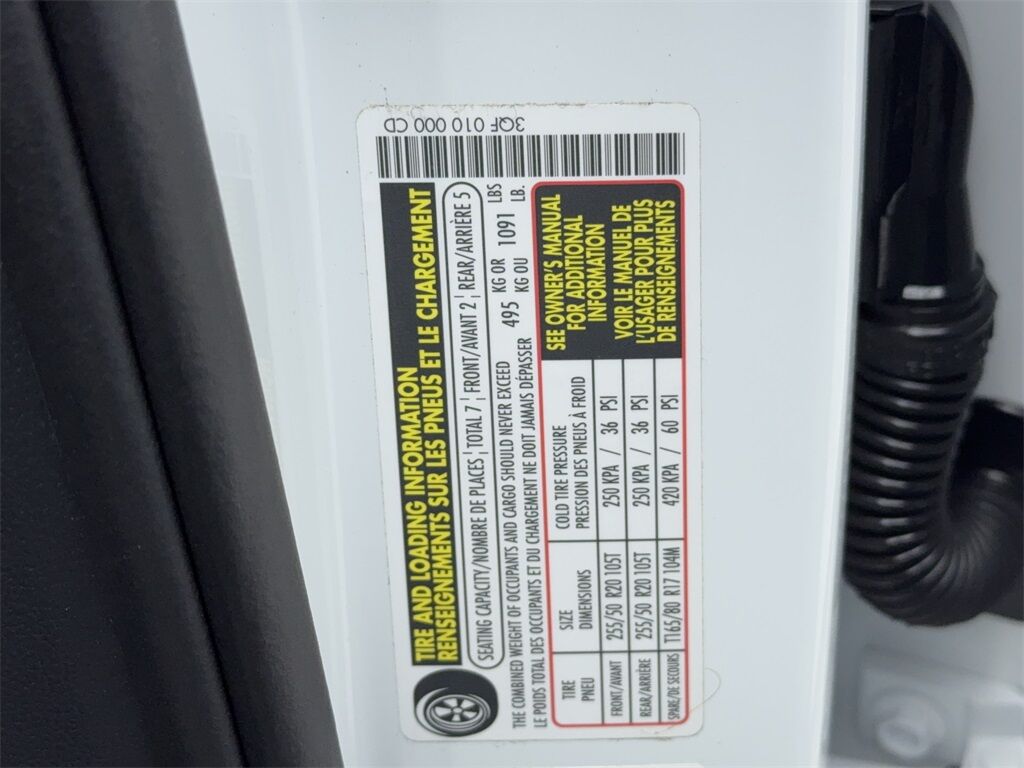 3QF 010 000 CD
TIRE AND LOADING INFORMATION
RENSEIGNEMENTS SUR LES PNEUS ET LE CHARGEMENT
SEATING CAPACITY/NOMBRE DE PLACES¦TOTAL 7¦FRONT/AVANT 2¦REAR/ARRIÈRE 5
THE COMBINED WEIGHT OF OCCUPANTS AND CARGO SHOULD NEVER EXCEED 495 KG OR 1091 LBS
LE POIDS TOTAL DES OCCUPANTS ET DU CHARGEMENT NE DOIT JAMAIS DÉPASSER KG OU LB.
TIRE SIZE COLD TIRE PRESSURE
PNEU DIMENSIONS PRESSION DES PNEUS À FROID
FRONT/AVANT 255/50 R20 105T 250 KPA / 36 PSI
REAR/ARRIÈRE 255/50 R20 105T 250 KPA / 36 PSI
SPARE/DE SECOURS T165/80 R17 104M 420 KPA / 60 PSI
SEE OWNER'S MANUAL
FOR ADDITIONAL
INFORMATION
VOIR LE MANUEL DE
L'USAGER POUR PLUS
DE RENSEIGNEMENTS